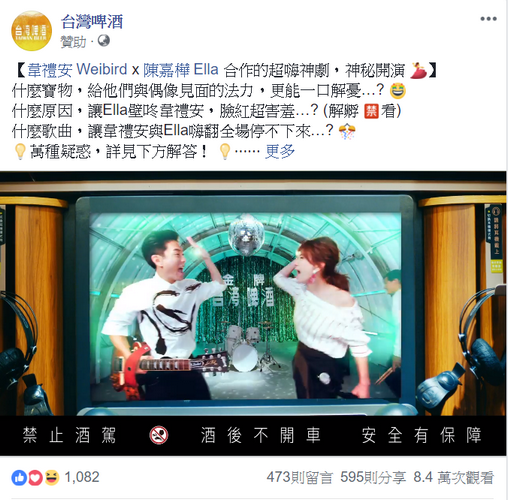 台灣啤酒
贊助
【韋禮安 Weibird x 陳嘉樺 Ella 合作的超嗨神劇，神秘開演 💃】
什麼寶物，給他們與偶像見面的法力，更能一口解憂…? 😂
什麼原因，讓Ella壁咚韋禮安，臉紅超害羞…? (解孵 🈲 看)
什麼歌曲，讓韋禮安與Ella嗨翻全場停不下來…? 🎊
💡萬種疑惑，詳見下方解答！ 💡…… 更多
金牌
台灣啤酒
禁止酒駕 酒後不開車 安全有保障
1,082 473則留言 595則分享 8.4 萬次觀看